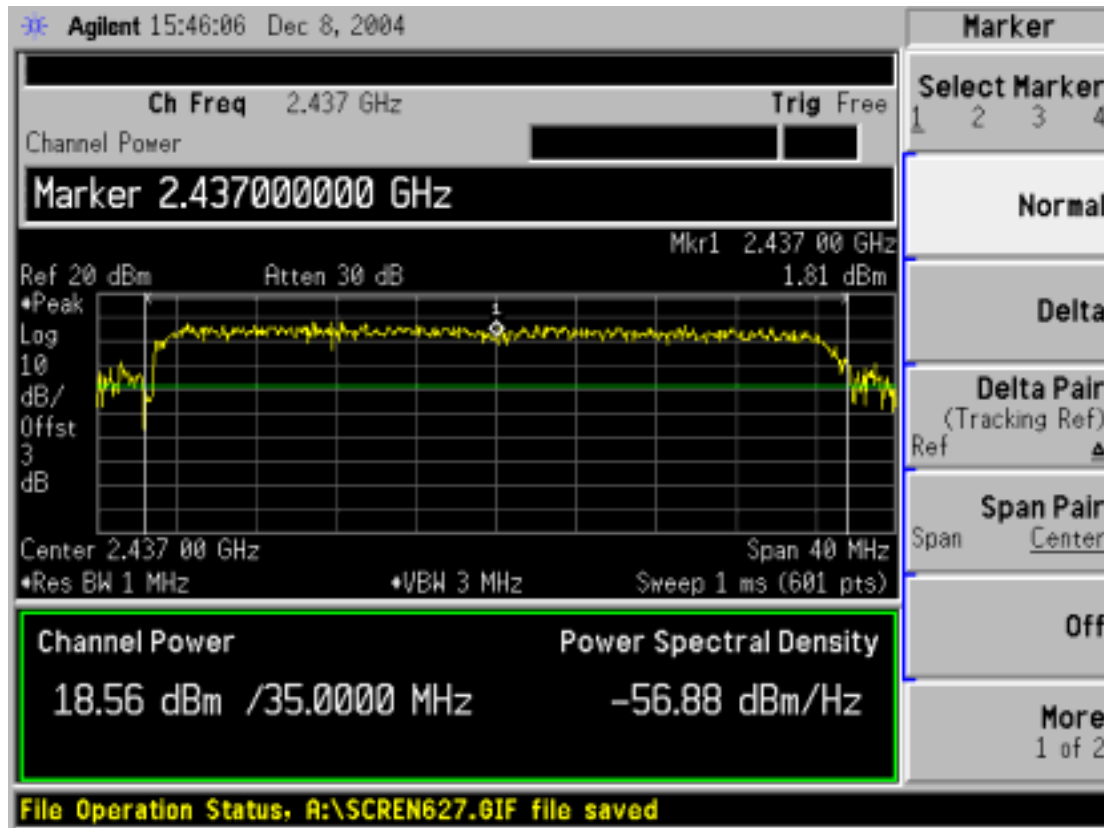 Agilent 15:46:06 Dec 8, 2004
Marker
Ch Freq 2.437 GHz
Trig Free
Channel Power
Marker 2.437000000 GHz
Mkr1 2.437 00 GHz
Ref 20 dBm Atten 30 dB 1.81 dBm
Peak
Log
10
dB/
Offst
3
dB
1
Center 2.437 00 GHz
Span 40 MHz
Res BW 1 MHz
VBW 3 MHz
Sweep 1 ms (601 pts)
Channel Power
Power Spectral Density
18.56 dBm /35.0000 MHz
-56.88 dBm/Hz
Select Marker
1 2 3 4
Normal
Delta
Delta Pair
(Tracking Ref)
Ref Δ
Span Pair
Span Center
Off
More
1 of 2
File Operation Status, A:\SCREN627.GIF file saved